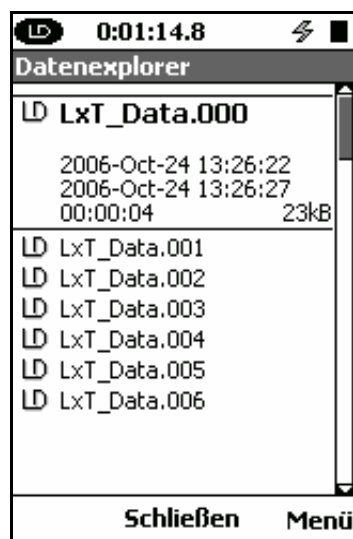 LD 0:01:14.8
Datenexplorer
LD LxT_Data.000
2006-Oct-24 13:26:22
2006-Oct-24 13:26:27
00:00:04 23kB
LD LxT_Data.001
LD LxT_Data.002
LD LxT_Data.003
LD LxT_Data.004
LD LxT_Data.005
LD LxT_Data.006
Schließen Menü